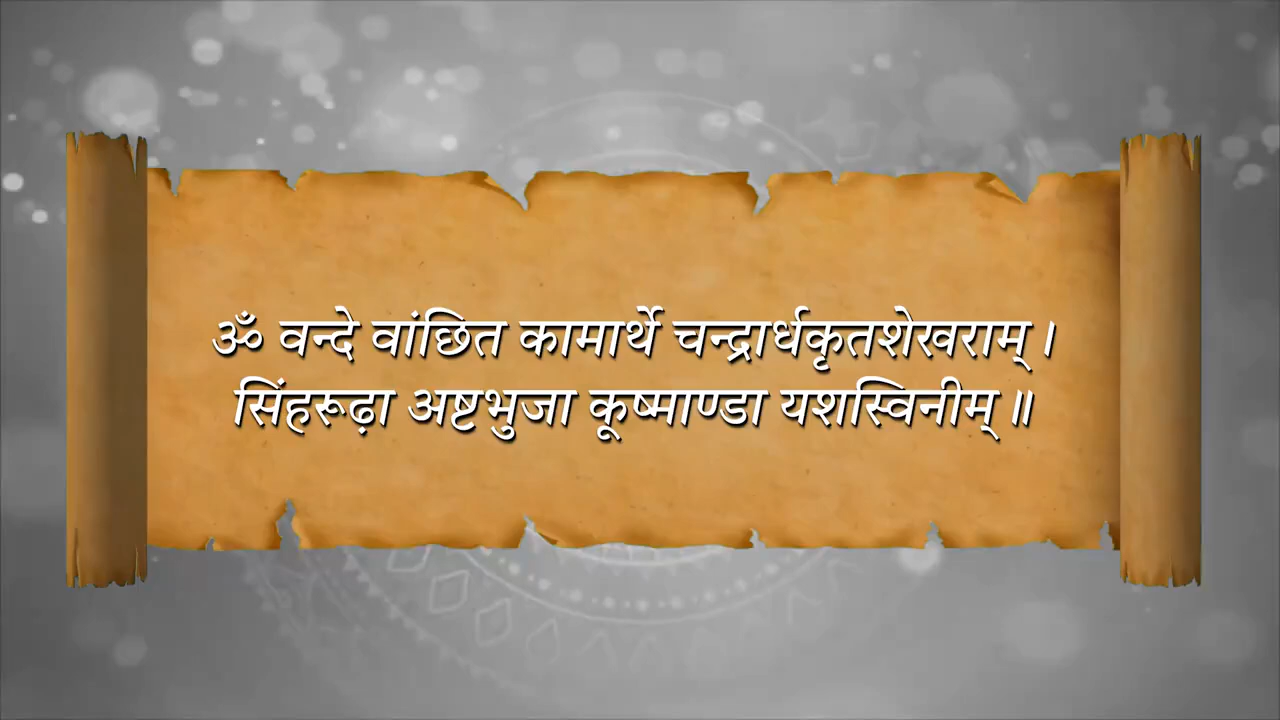 ॐ वन्दे वांछित कामार्थे चन्द्रार्धकृतशेखराम् ।
सिंहरूढ़ा अष्टभुजा कूष्माण्डा यशस्विनीम् ॥